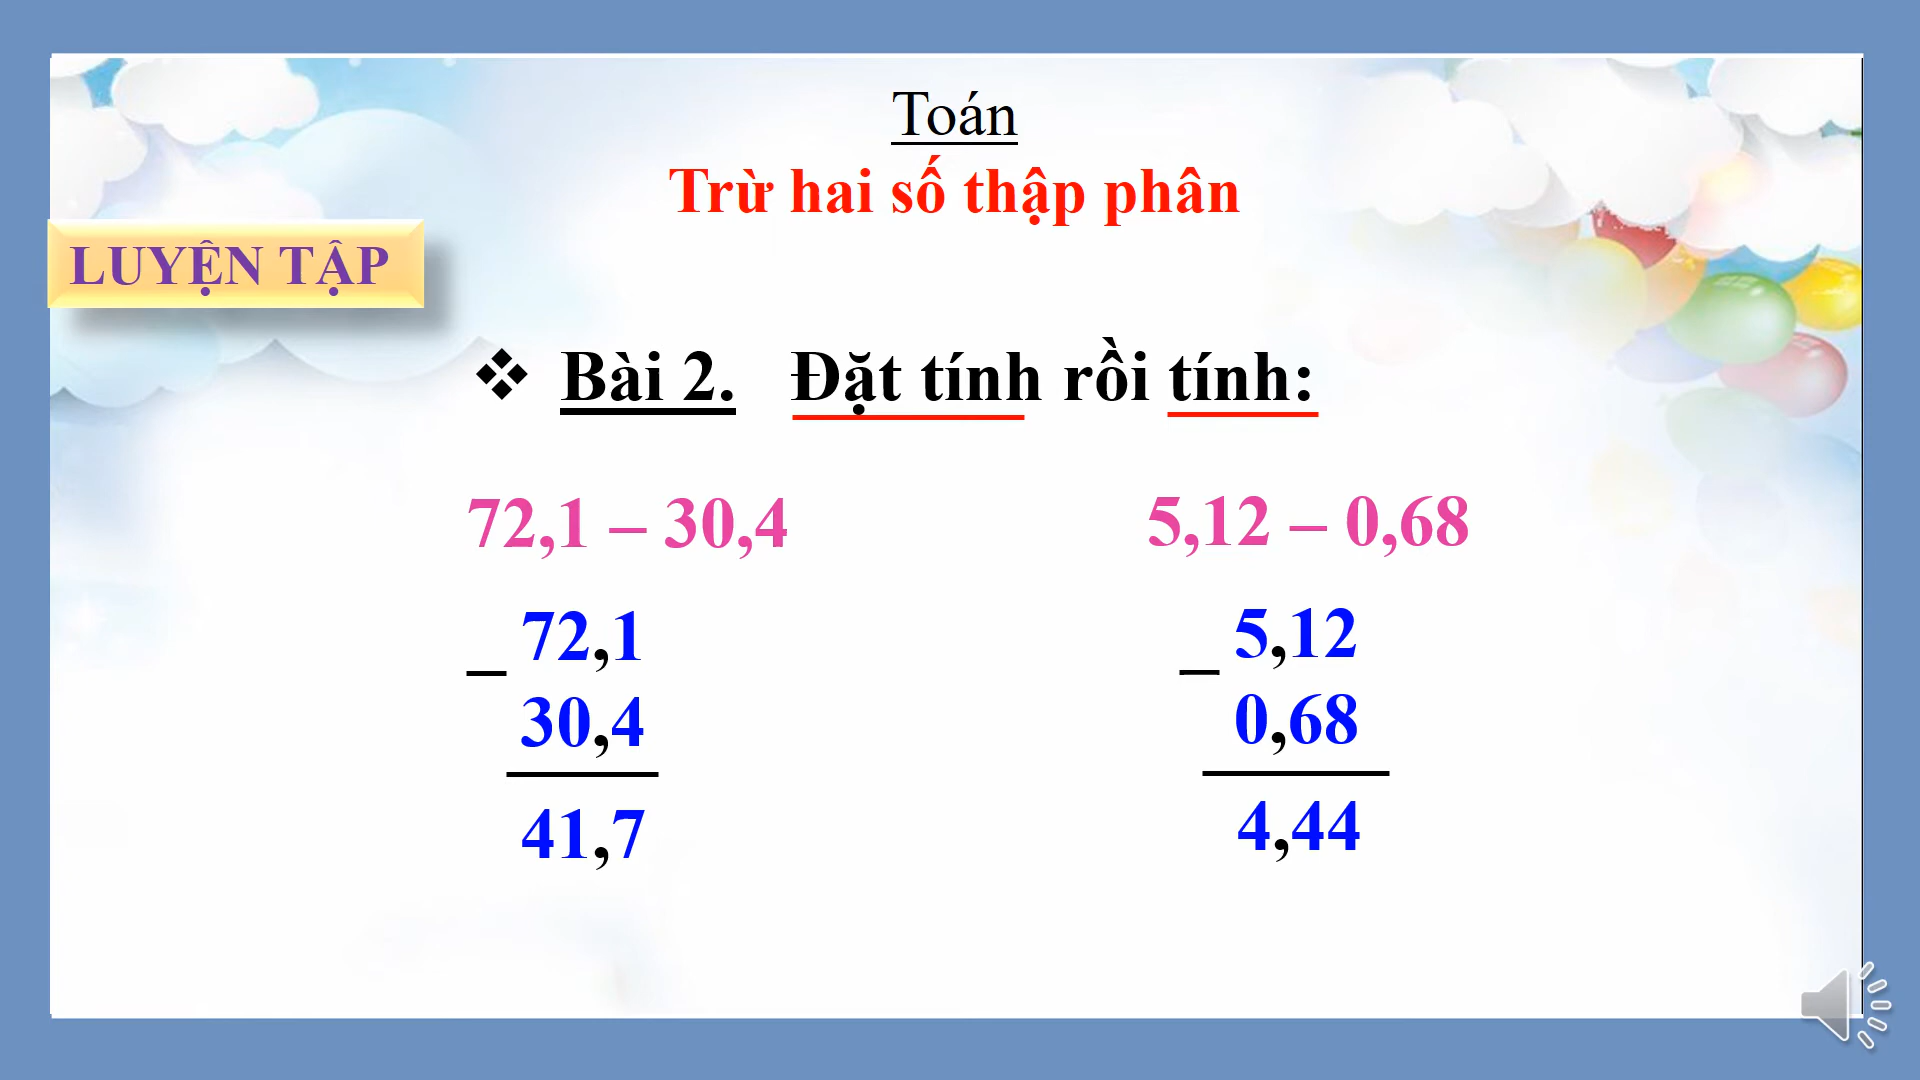 Toán
Trừ hai số thập phân
LUYỆN TẬP
❖ Bài 2. Đặt tính rồi tính:
72,1 – 30,4
5,12 – 0,68
_ 72,1
30,4
41,7
_ 5,12
0,68
4,44